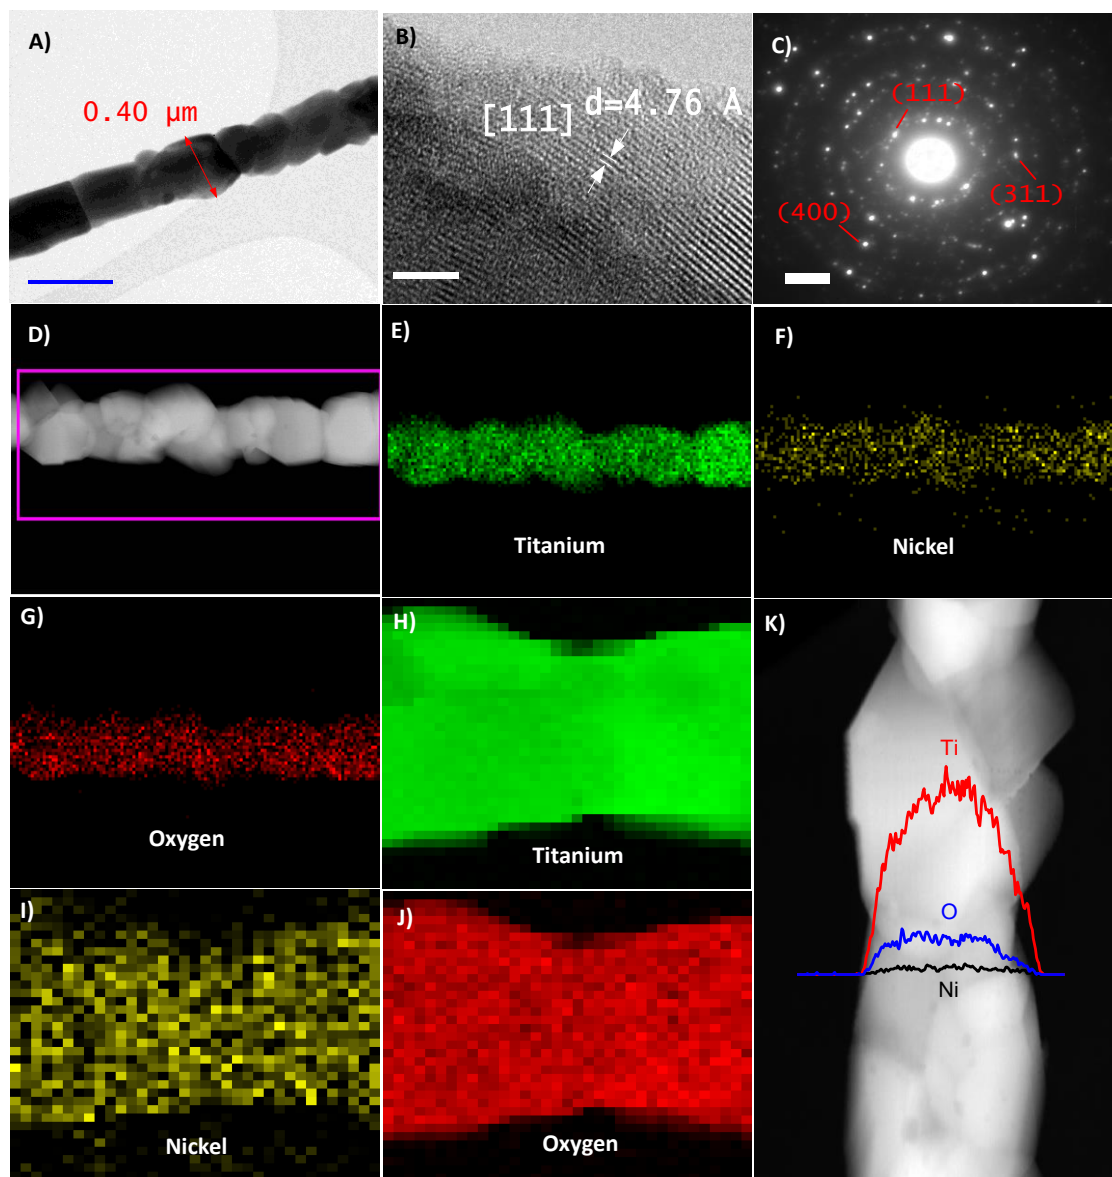 A)
0.40 µm
B)
[111]
d=4.76 Å
C)
(111)
(311)
(400)
D)
E)
Titanium
F)
Nickel
G)
Oxygen
H)
Titanium
I)
Nickel
J)
Oxygen
K)
Ti
O
Ni